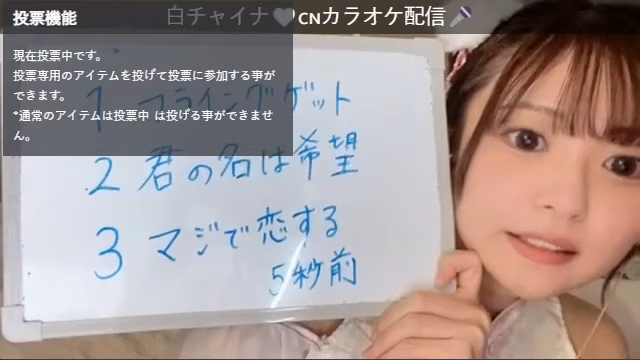 投票機能
白チャイナ🤍CNカラオケ配信🎤
現在投票中です。
投票専用のアイテムを投げて投票に参加する事が
できます。
*通常のアイテムは投票中 は投げる事ができませ
ん。
1 フライングゲット
2 君の名は希望
3 マジで恋する
5秒前